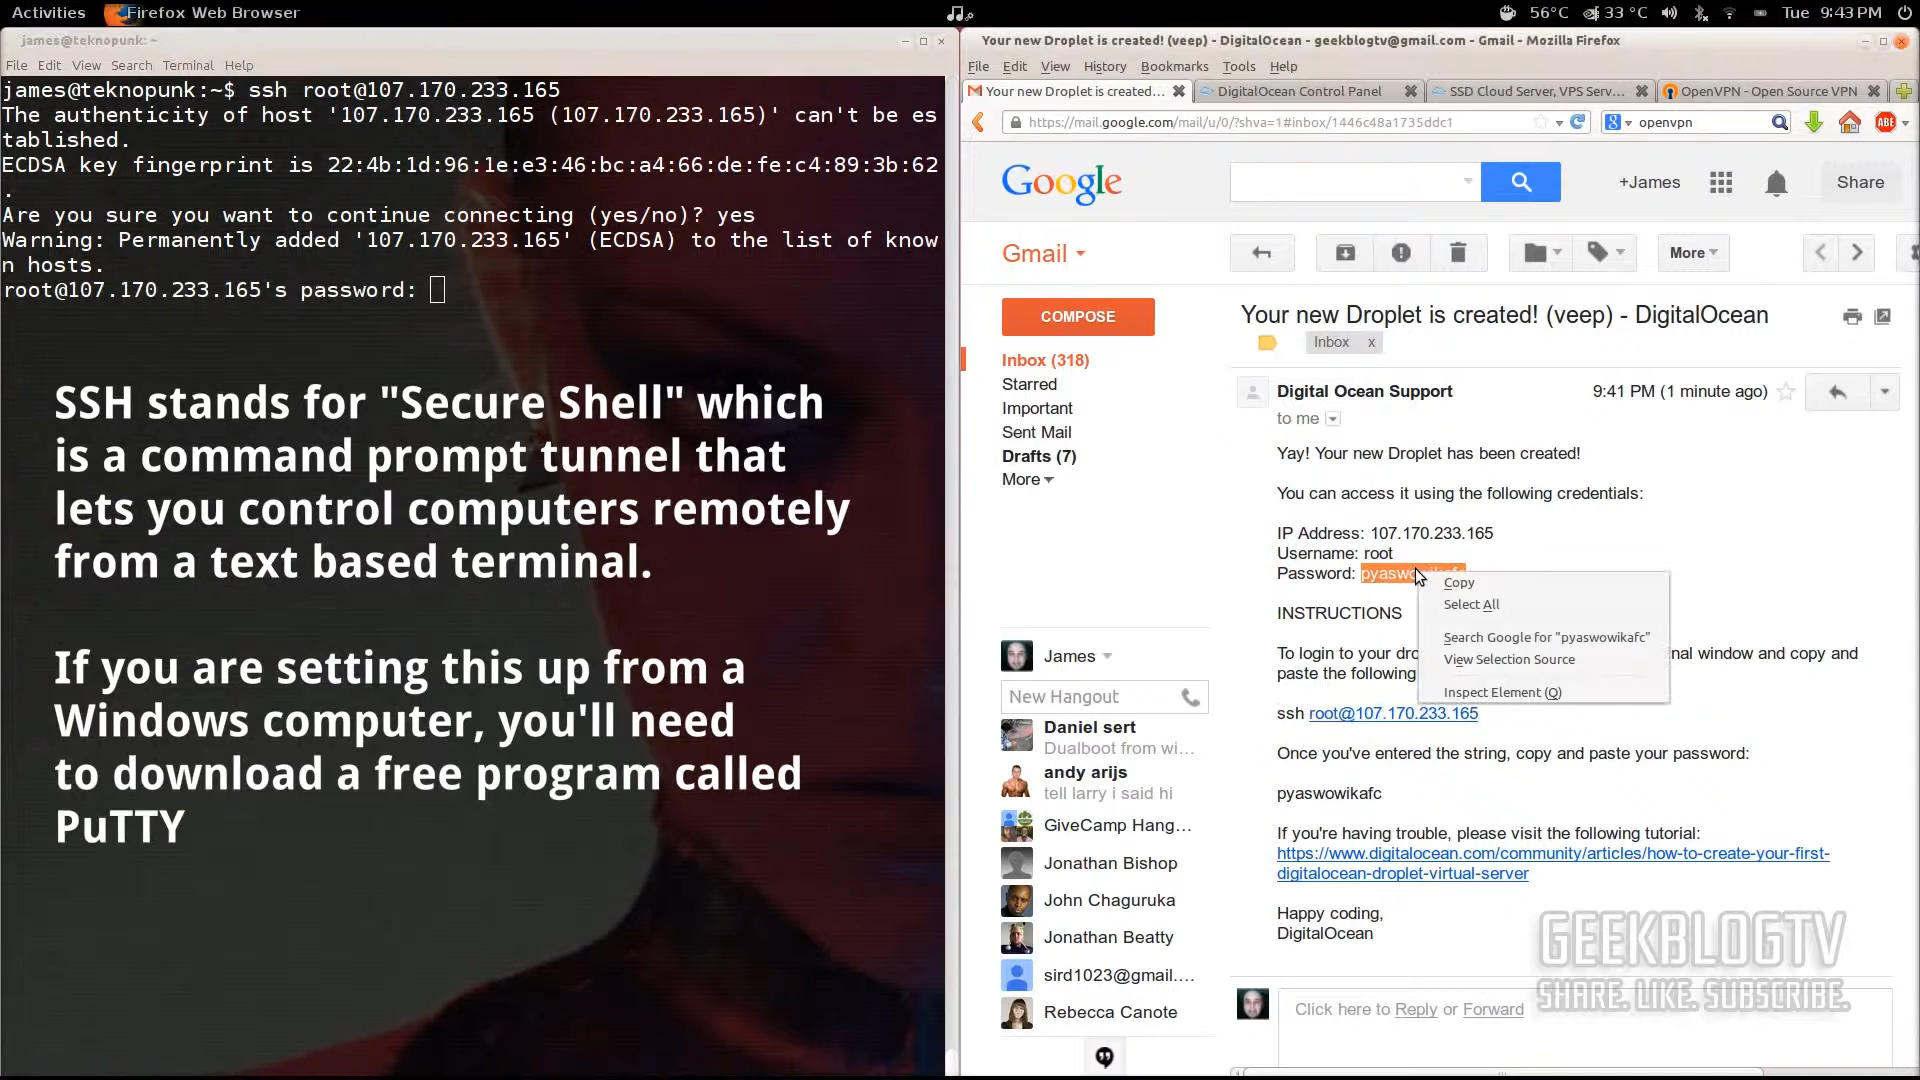 Activities
Firefox Web Browser
56°C
33 °C
Tue 9:43 PM
james@teknopunk: ~
File Edit View Search Terminal Help
james@teknopunk:~$ ssh root@107.170.233.165
The authenticity of host '107.170.233.165 (107.170.233.165)' can't be es
tablished.
ECDSA key fingerprint is 22:4b:1d:96:1e:e3:46:bc:a4:66:de:fe:c4:89:3b:62
.
Are you sure you want to continue connecting (yes/no)? yes
Warning: Permanently added '107.170.233.165' (ECDSA) to the list of know
n hosts.
root@107.170.233.165's password:
SSH stands for "Secure Shell" which
is a command prompt tunnel that
lets you control computers remotely
from a text based terminal.
If you are setting this up from a
Windows computer, you'll need
to download a free program called
PuTTY
Your new Droplet is created! (veep) - DigitalOcean - geekblogtv@gmail.com - Gmail - Mozilla Firefox
File Edit View History Bookmarks Tools Help
Your new Droplet is created...
DigitalOcean Control Panel
SSD Cloud Server, VPS Serv...
OpenVPN - Open Source VPN
https://mail.google.com/mail/u/0/?shva=1#inbox/1446c48a1735ddc1
openvpn
ABP
Google
+James
Share
Gmail
More
COMPOSE
Inbox (318)
Starred
Important
Sent Mail
Drafts (7)
More
James
New Hangout
Daniel sert
Dualboot from wi...
andy arijs
tell larry i said hi
GiveCamp Hang...
Jonathan Bishop
John Chaguruka
Jonathan Beatty
sird1023@gmail....
Rebecca Canote
Your new Droplet is created! (veep) - DigitalOcean
Inbox x
Digital Ocean Support
9:41 PM (1 minute ago)
to me
Yay! Your new Droplet has been created!
You can access it using the following credentials:
IP Address: 107.170.233.165
Username: root
Password: pyaswowikafc
Copy
Select All
Search Google for "pyaswowikafc"
View Selection Source
Inspect Element (Q)
INSTRUCTIONS
To login to your dro nal window and copy and
paste the following
ssh root@107.170.233.165
Once you've entered the string, copy and paste your password:
pyaswowikafc
If you're having trouble, please visit the following tutorial:
https://www.digitalocean.com/community/articles/how-to-create-your-first-
digitalocean-droplet-virtual-server
Happy coding,
DigitalOcean
Click here to Reply or Forward
GEEKBLOGTV
SHARE. LIKE. SUBSCRIBE.